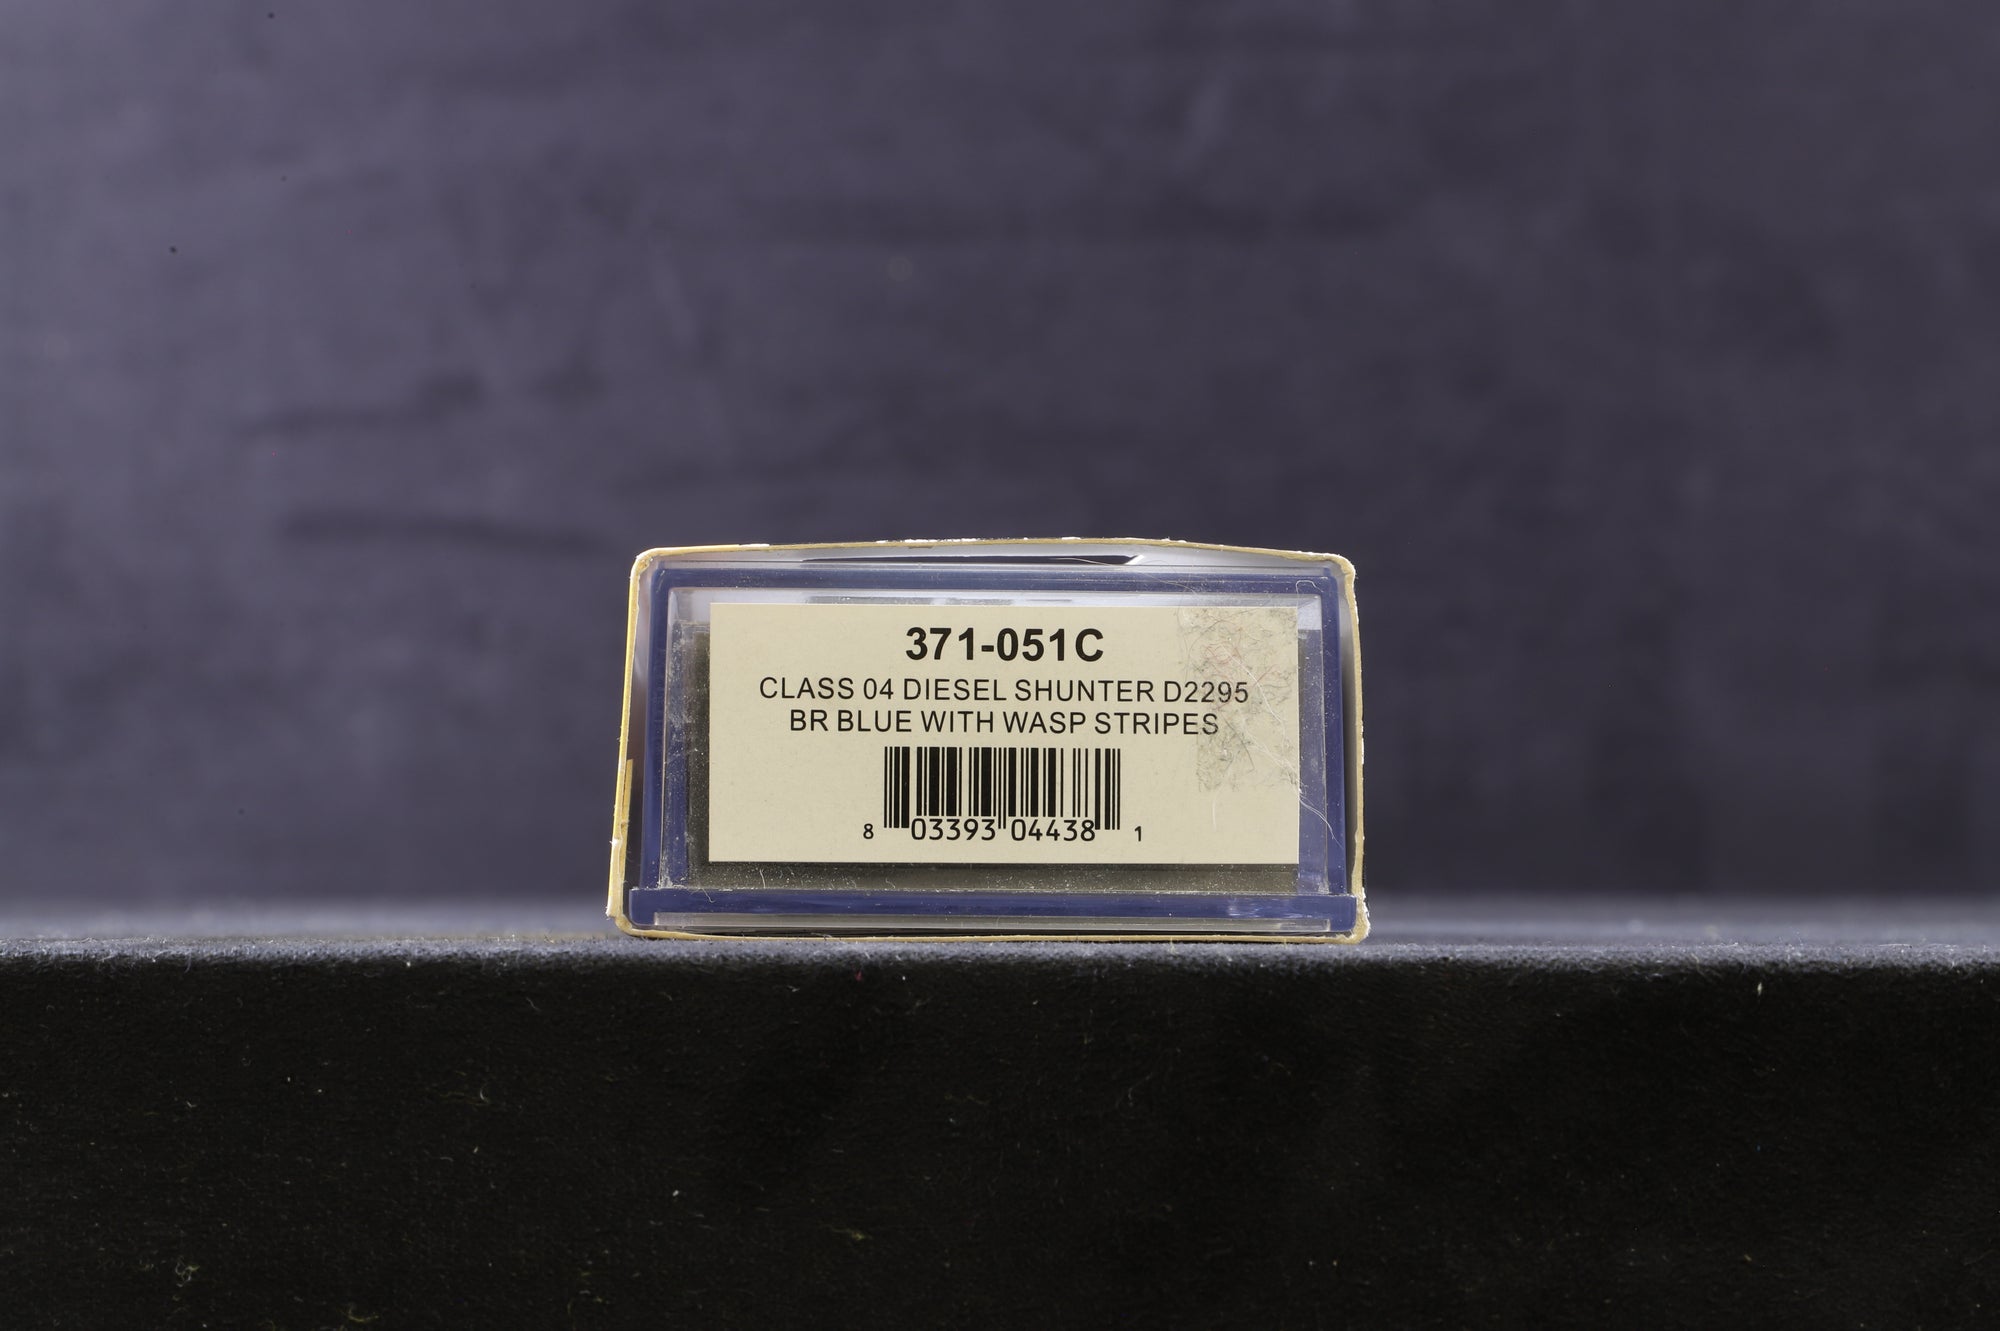 371-051C
CLASS 04 DIESEL SHUNTER D2295
BR BLUE WITH WASP STRIPES
8 03393 04438 1